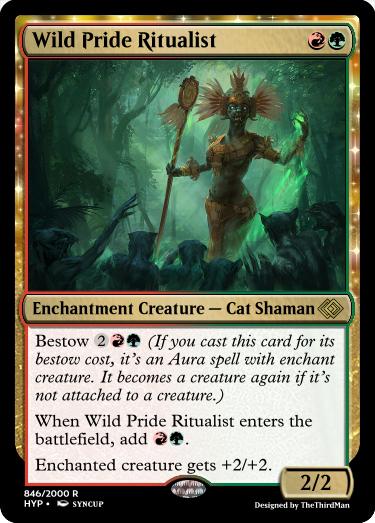 Wild Pride Ritualist
Enchantment Creature — Cat Shaman
Bestow 2 (If you cast this card for its
bestow cost, it's an Aura spell with enchant
creature. It becomes a creature again if it's
not attached to a creature.)
When Wild Pride Ritualist enters the
battlefield, add .
Enchanted creature gets +2/+2.
2/2
846/2000 R
HYP • SYNCUP
Designed by TheThirdMan